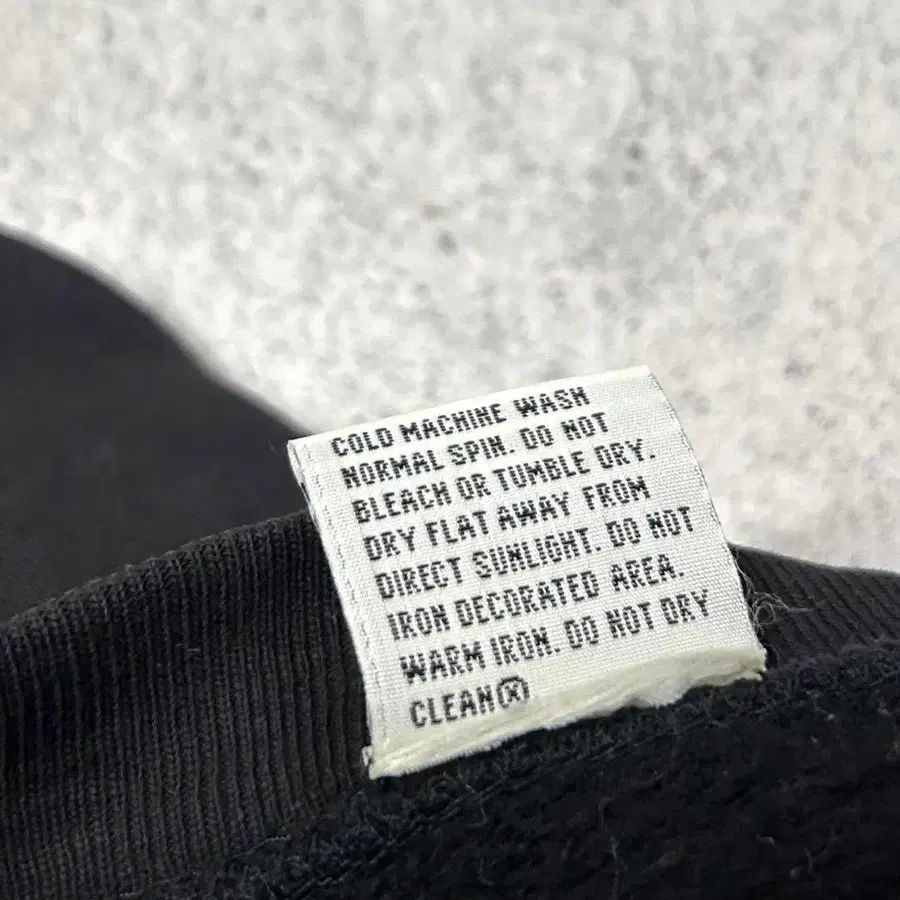 COLD MACHINE WASH
NORMAL SPIN. DO NOT
BLEACH OR TUMBLE DRY.
DRY FLAT AWAY FROM
DIRECT SUNLIGHT. DO NOT
IRON DECORATED AREA.
WARM IRON. DO NOT DRY
CLEANⓧ